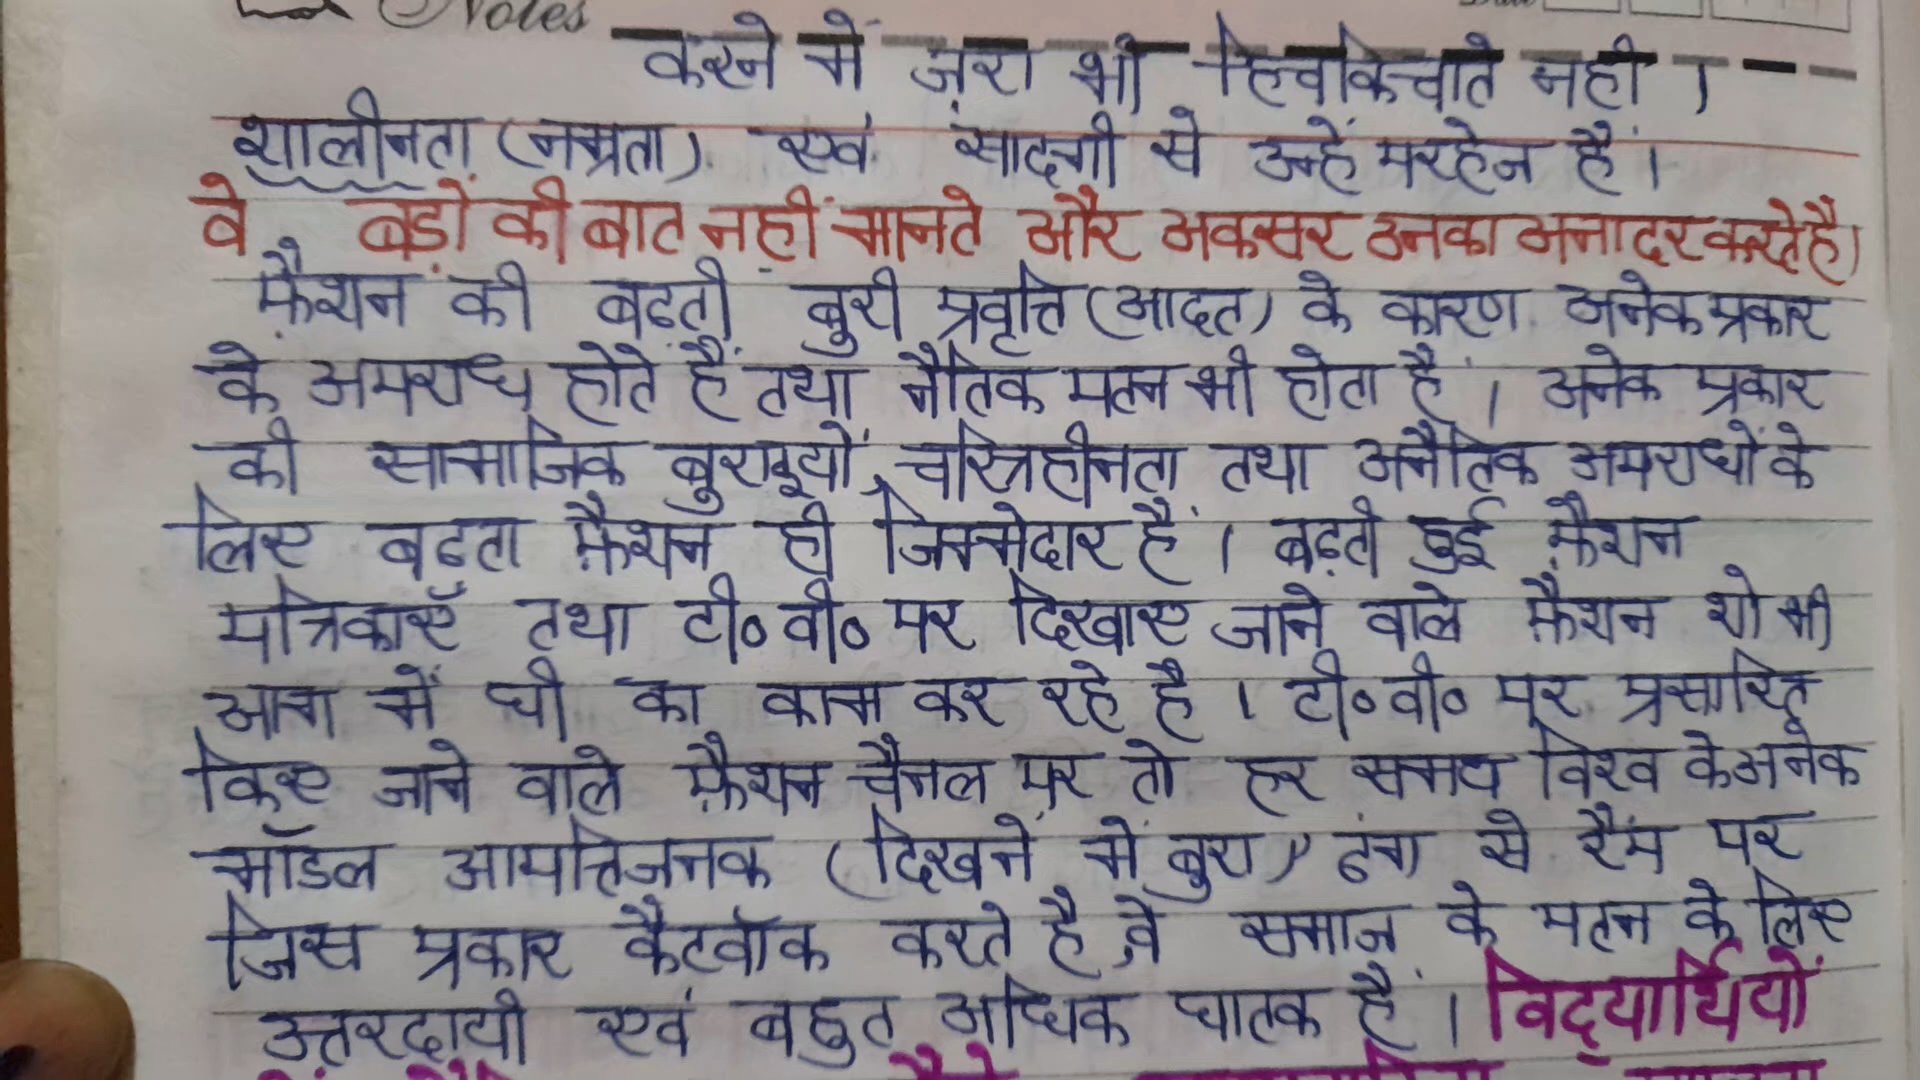 Notes
करने में ज़रा भी हिचकिचाते नहीं ।
शालीनता (नम्रता) एवं सादगी से उन्हें परहेज है ।
वे बड़ों की बात नहीं मानते और अकसर उनका अनादर करते है।
फ़ैशन की बढ़ती बुरी प्रवृत्ति (आदत) के कारण अनेक प्रकार
के अपराध होते हैं तथा नैतिक पतन भी होता है । अनेक प्रकार
की सामाजिक बुराइयों, चरित्रहीनता तथा अनैतिक अपराधों के
लिए बढ़ता फ़ैशन ही जिम्मेदार है । बढ़ती हुई फ़ैशन
पत्रिकाएँ तथा टी॰ वी॰ पर दिखाए जाने वाले फ़ैशन शो भी
आग में घी का काम कर रहे है । टी॰ वी॰ पर प्रसारित
किए जाने वाले फ़ैशन चैनल पर तो हर समय विश्व के अनेक
मॉडल आपत्तिजनक (दिखने में बुरा) ढंग से रैंप पर
जिस प्रकार कैटवॉक करते है, वे समाज के पतन के लिए
उत्तरदायी एवं बहुत अधिक घातक है । विद्यार्थियों